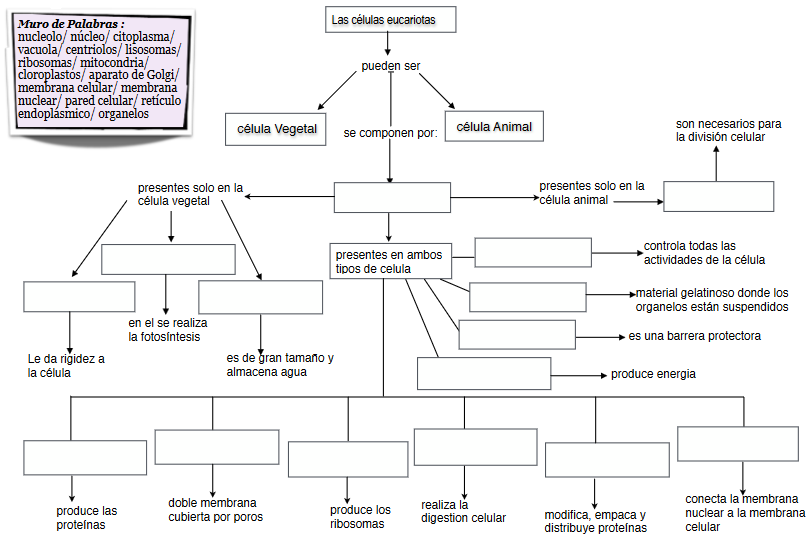 Muro de Palabras :
nucleolo/ núcleo/ citoplasma/
vacuola/ centriolos/ lisosomas/
ribosomas/ mitocondria/
cloroplastos/ aparato de Golgi/
membrana celular/ membrana
nuclear/ pared celular/ retículo
endoplásmico/ organelos
Las células eucariotas
pueden ser
célula Vegetal
se componen por:
célula Animal
son necesarios para
la división celular
presentes solo en la
célula vegetal
presentes solo en la
célula animal
presentes en ambos
tipos de celula
controla todas las
actividades de la célula
material gelatinoso donde los
organelos están suspendidos
es una barrera protectora
produce energia
en el se realiza
la fotosíntesis
Le da rigidez a
la célula
es de gran tamaño y
almacena agua
produce las
proteínas
doble membrana
cubierta por poros
produce los
ribosomas
realiza la
digestion celular
modifica, empaca y
distribuye proteínas
conecta la membrana
nuclear a la membrana
celular